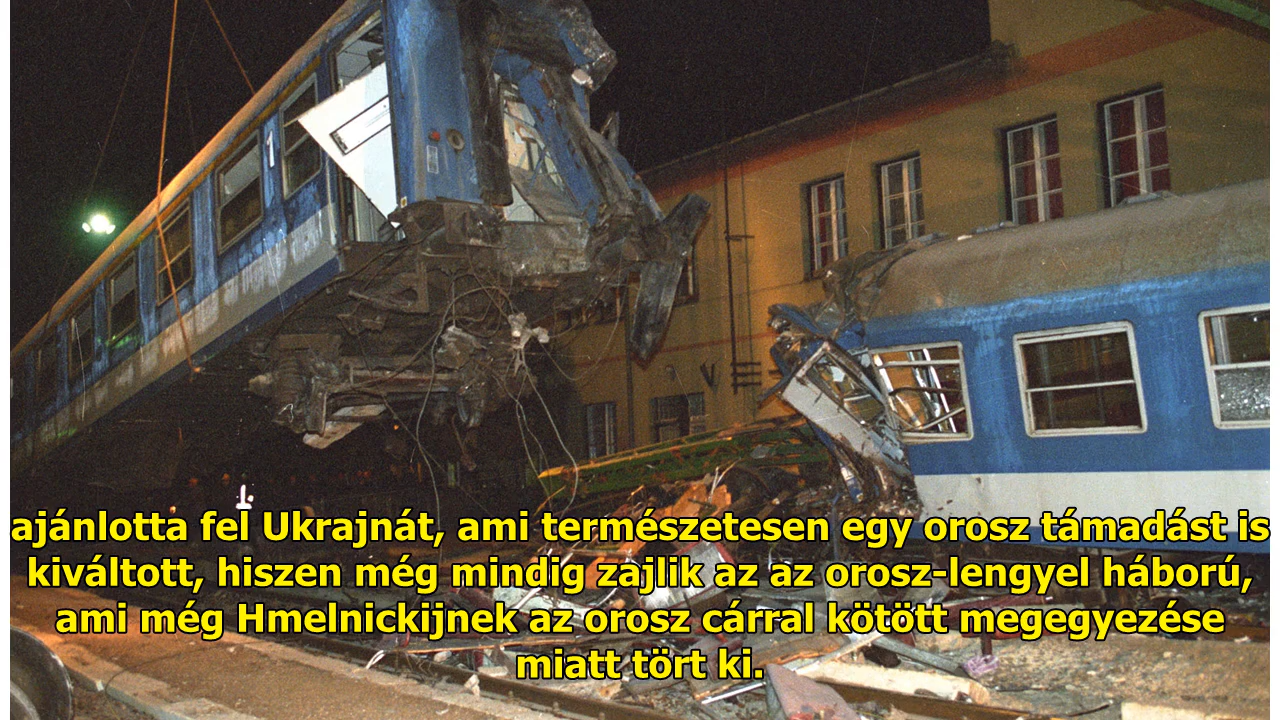 1
ajánlotta fel Ukrajnát, ami természetesen egy orosz támadást is
kiváltott, hiszen még mindig zajlik az az orosz-lengyel háború,
ami még Hmelnickijnek az orosz cárral kötött megegyezése
miatt tört ki.